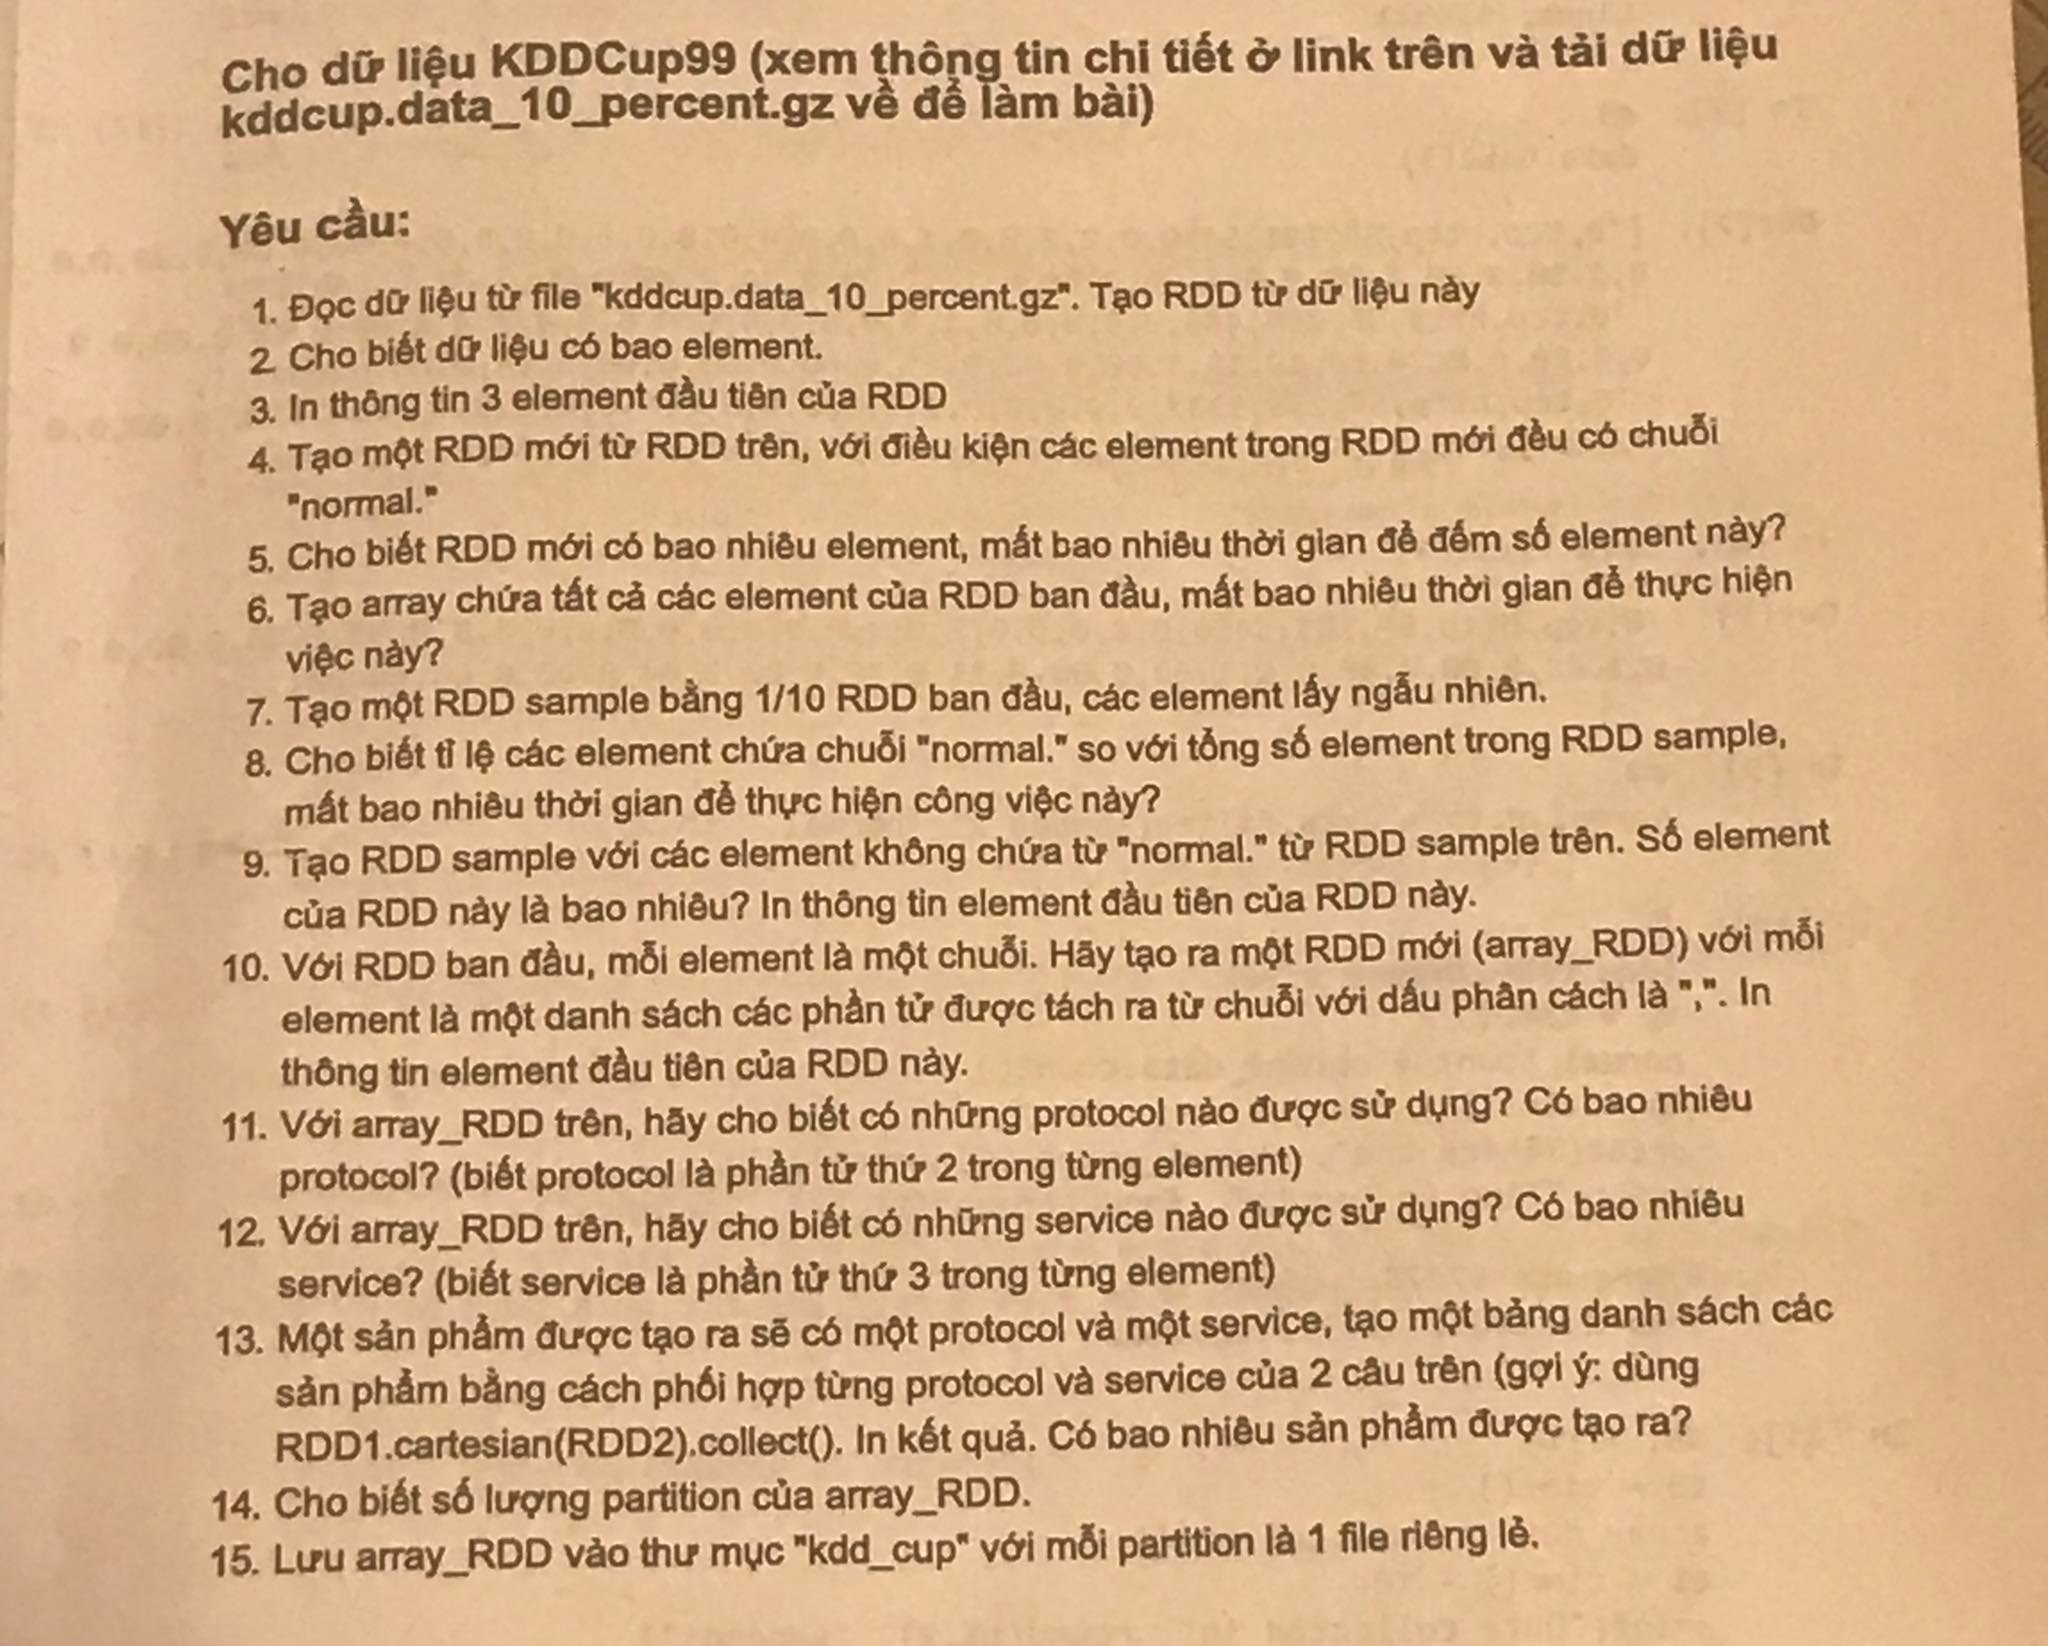 Cho dữ liệu KDDCup99 (xem thông tin chi tiết ở link trên và tải dữ liệu
kddcup.data_10_percent.gz về để làm bài)
Yêu cầu:
1. Đọc dữ liệu từ file "kddcup.data_10_percent.gz". Tạo RDD từ dữ liệu này
2. Cho biết dữ liệu có bao element.
3. In thông tin 3 element đầu tiên của RDD
4. Tạo một RDD mới từ RDD trên, với điều kiện các element trong RDD mới đều có chuỗi
"normal."
5. Cho biết RDD mới có bao nhiêu element, mất bao nhiêu thời gian để đếm số element này?
6. Tạo array chứa tất cả các element của RDD ban đầu, mất bao nhiêu thời gian để thực hiện
việc này?
7. Tạo một RDD sample bằng 1/10 RDD ban đầu, các element lấy ngẫu nhiên.
8. Cho biết tỉ lệ các element chứa chuỗi "normal." so với tổng số element trong RDD sample,
mất bao nhiêu thời gian để thực hiện công việc này?
9. Tạo RDD sample với các element không chứa từ "normal." từ RDD sample trên. Số element
của RDD này là bao nhiêu? In thông tin element đầu tiên của RDD này.
10. Với RDD ban đầu, mỗi element là một chuỗi. Hãy tạo ra một RDD mới (array_RDD) với mỗi
element là một danh sách các phần tử được tách ra từ chuỗi với dấu phân cách là ",". In
thông tin element đầu tiên của RDD này.
11. Với array_RDD trên, hãy cho biết có những protocol nào được sử dụng? Có bao nhiêu
protocol? (biết protocol là phần tử thứ 2 trong từng element)
12. Với array_RDD trên, hãy cho biết có những service nào được sử dụng? Có bao nhiêu
service? (biết service là phần tử thứ 3 trong từng element)
13. Một sản phẩm được tạo ra sẽ có một protocol và một service, tạo một bảng danh sách các
sản phẩm bằng cách phối hợp từng protocol và service của 2 câu trên (gợi ý: dùng
RDD1.cartesian(RDD2).collect(). In kết quả. Có bao nhiêu sản phẩm được tạo ra?
14. Cho biết số lượng partition của array_RDD.
15. Lưu array_RDD vào thư mục "kdd_cup" với mỗi partition là 1 file riêng lẻ.